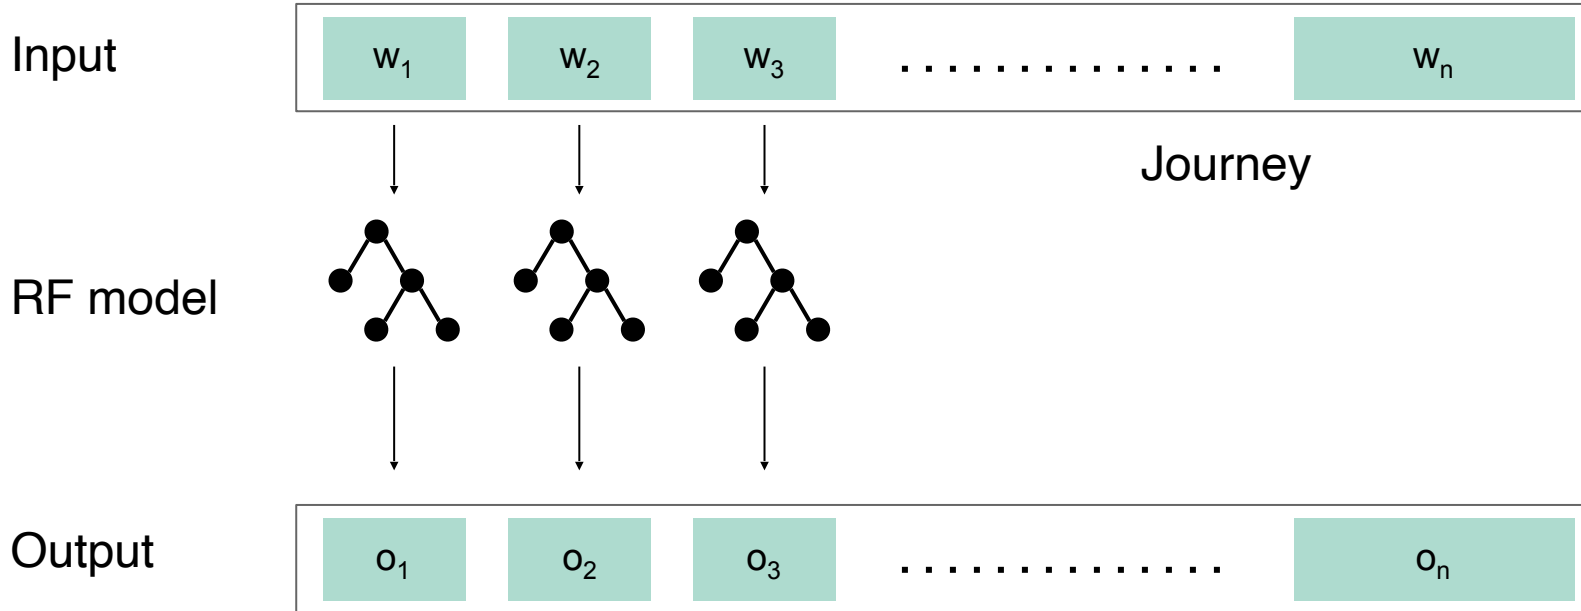 Input w₁ w₂ w₃ .............. wₙ
Journey
RF model
Output o₁ o₂ o₃ .............. oₙ